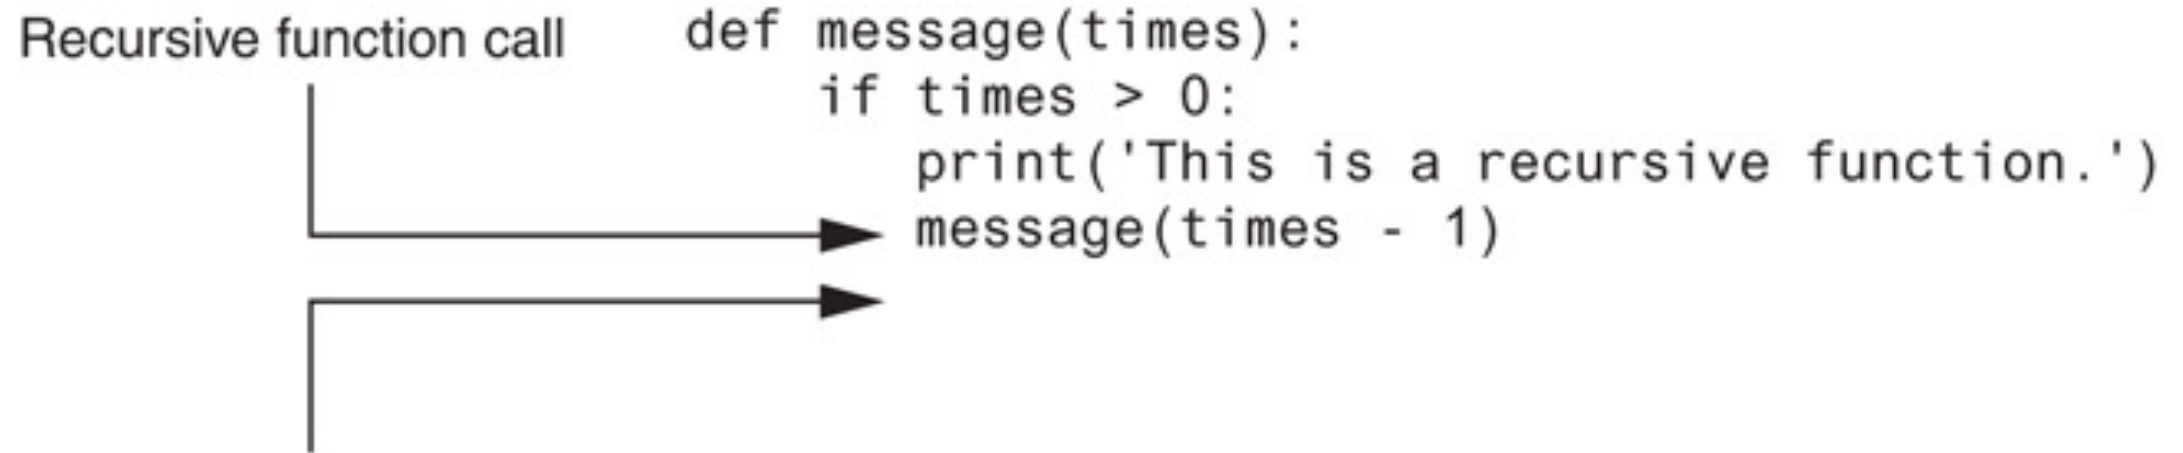 Recursive function call
def message(times):
if times > 0:
print('This is a recursive function.')
message(times - 1)